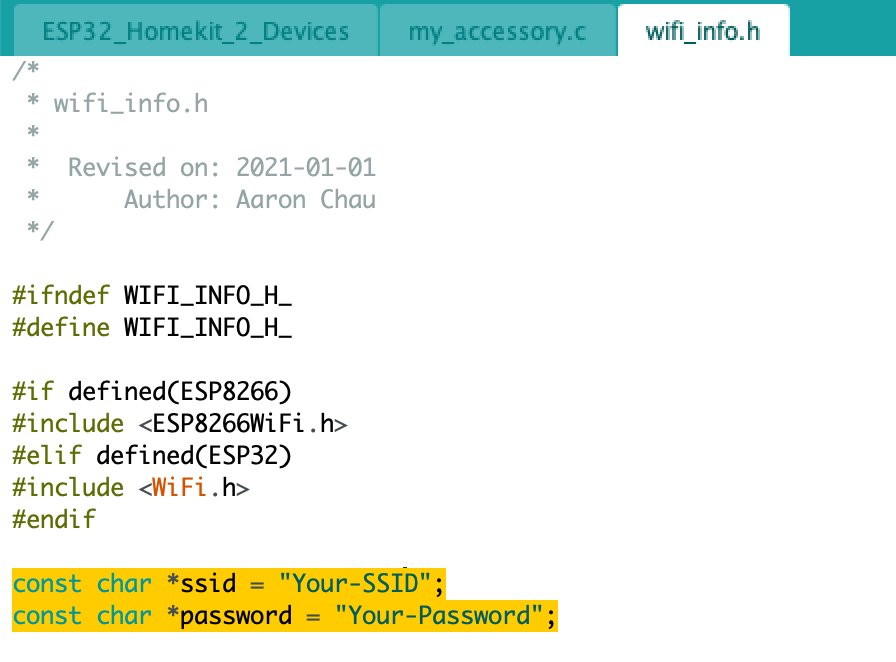 ESP32_Homekit_2_Devices my_accessory.c wifi_info.h
/*
 * wifi_info.h
 *
 *  Revised on: 2021-01-01
 *      Author: Aaron Chau
 */
#ifndef WIFI_INFO_H_
#define WIFI_INFO_H_
#if defined(ESP8266)
#include <ESP8266WiFi.h>
#elif defined(ESP32)
#include <WiFi.h>
#endif
const char *ssid = "Your-SSID";
const char *password = "Your-Password";